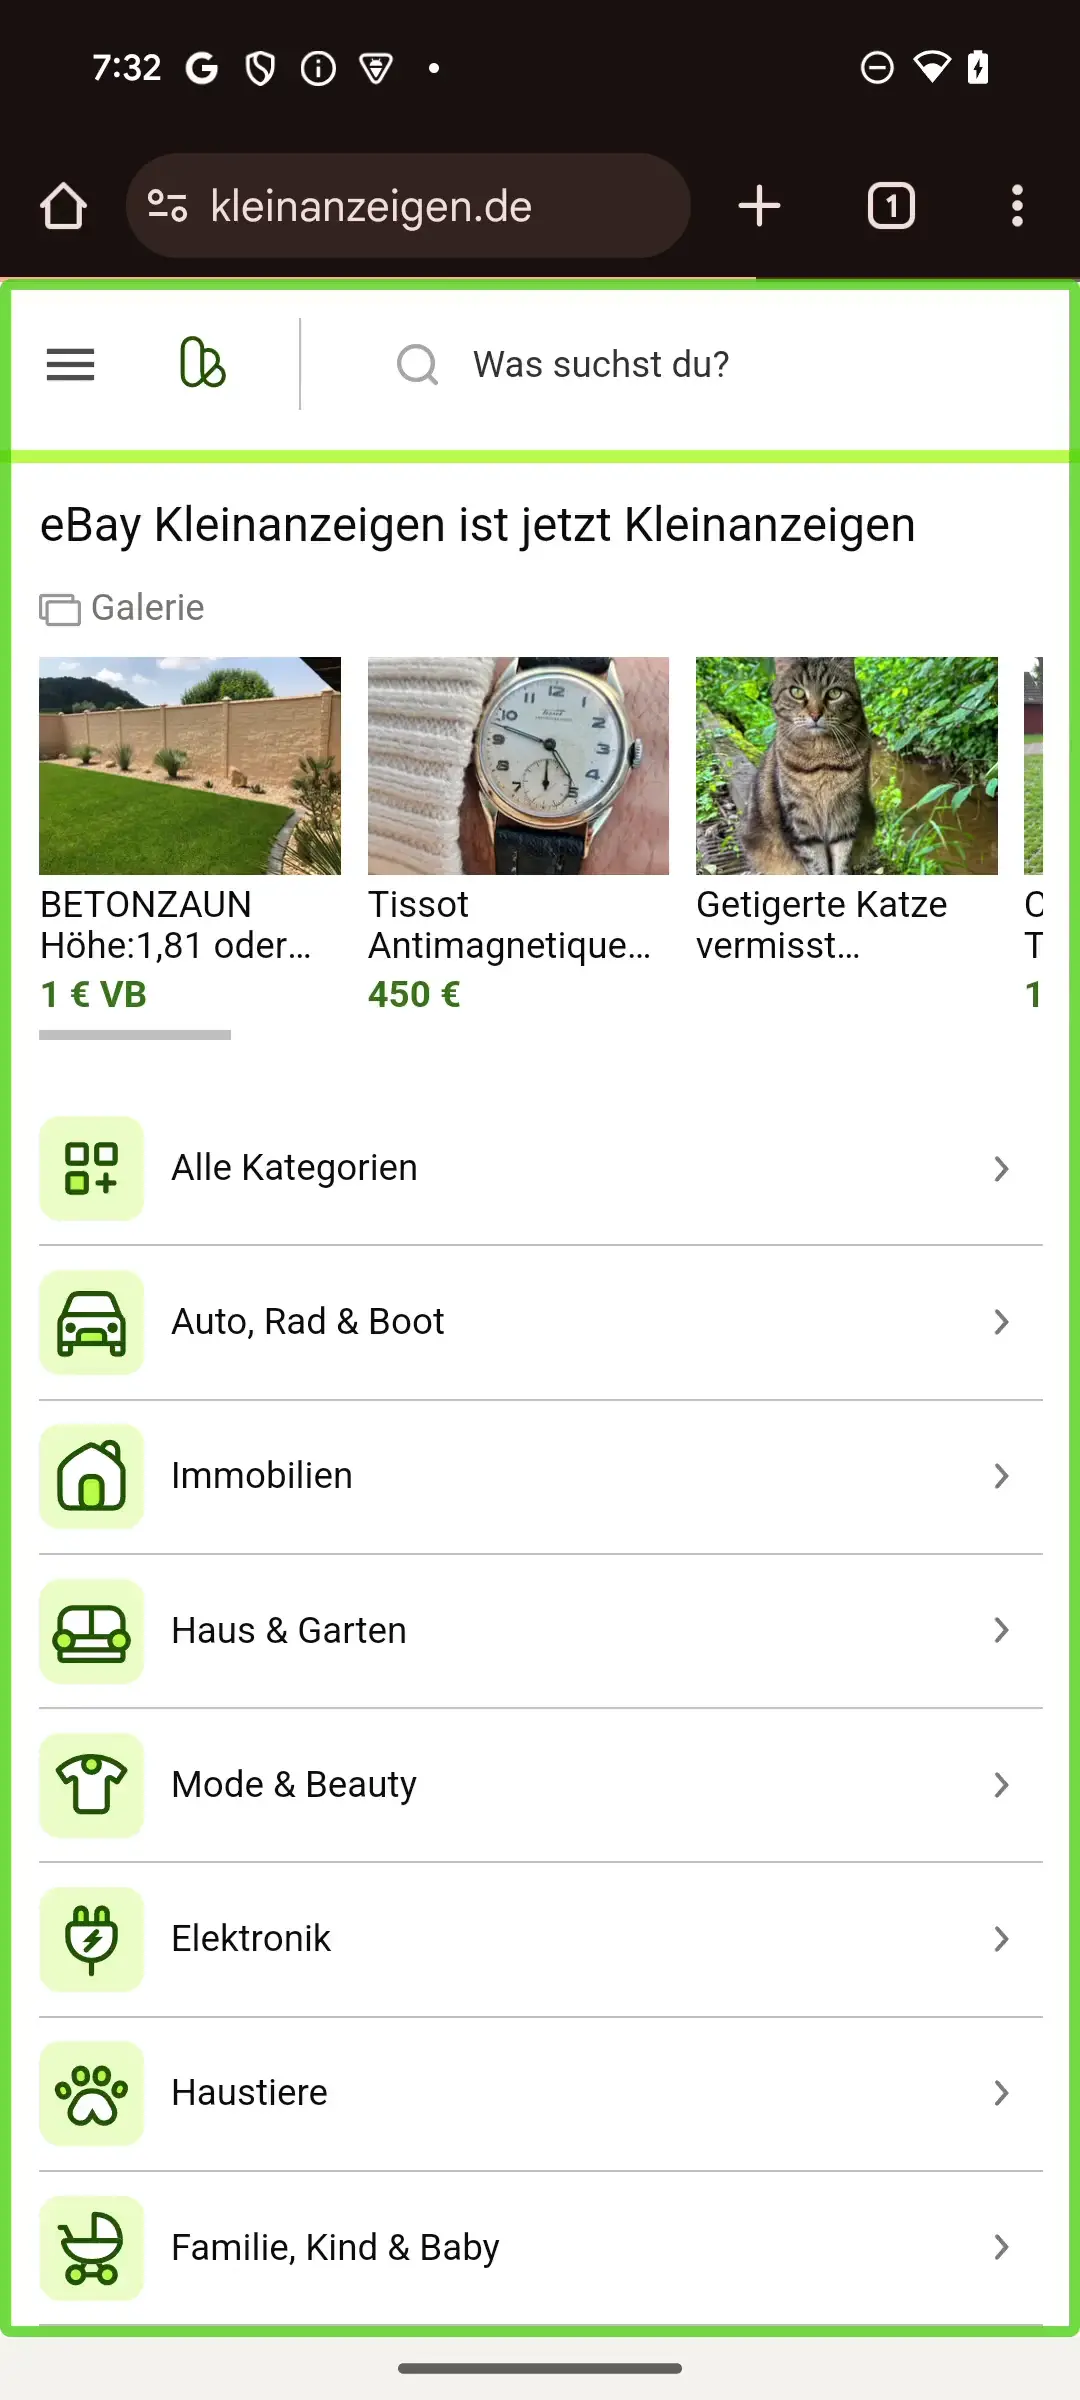 7:32
kleinanzeigen.de
1
Was suchst du?
eBay Kleinanzeigen ist jetzt Kleinanzeigen
Galerie
BETONZAUN
Höhe:1,81 oder...
1 € VB
Tissot
Antimagnetique...
450 €
Getigerte Katze
vermisst...
C
T
1
Alle Kategorien
Auto, Rad & Boot
Immobilien
Haus & Garten
Mode & Beauty
Elektronik
Haustiere
Familie, Kind & Baby